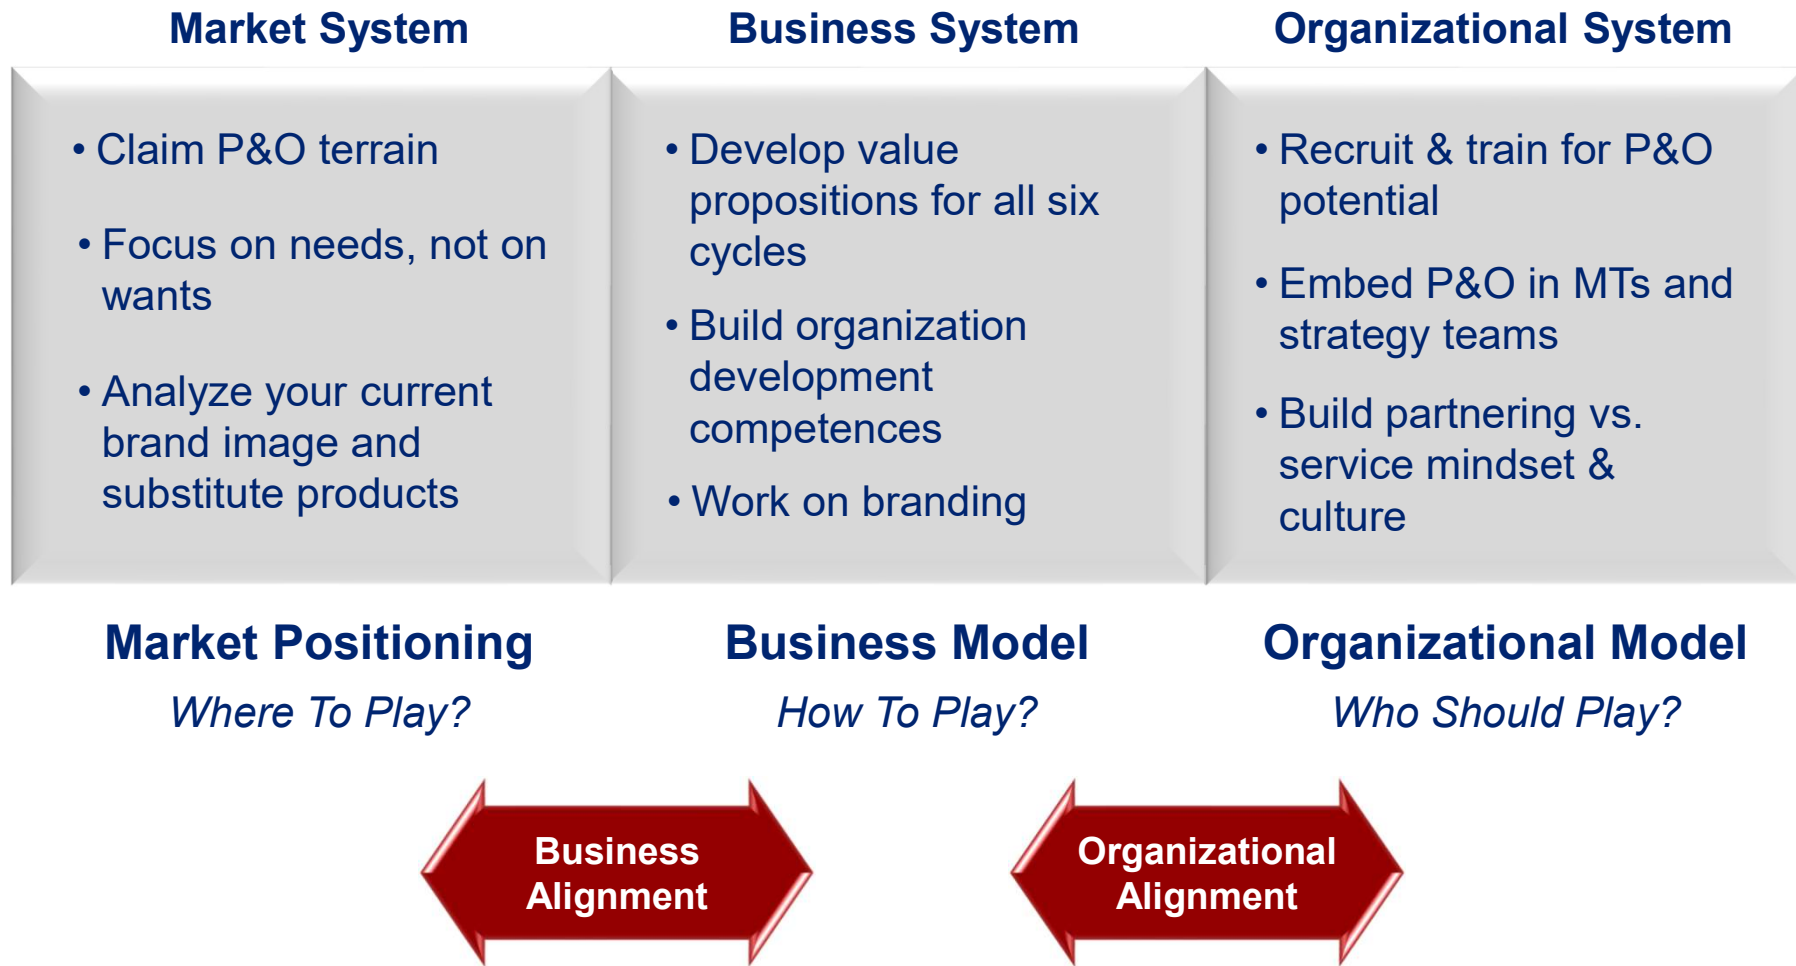 Market System
Business System
Organizational System
• Claim P&O terrain
• Focus on needs, not on
wants
• Analyze your current
brand image and
substitute products
• Develop value
propositions for all six
cycles
• Build organization
development
competences
• Work on branding
• Recruit & train for P&O
potential
• Embed P&O in MTs and
strategy teams
• Build partnering vs.
service mindset &
culture
Market Positioning
Where To Play?
Business Model
How To Play?
Organizational Model
Who Should Play?
Business
Alignment
Organizational
Alignment